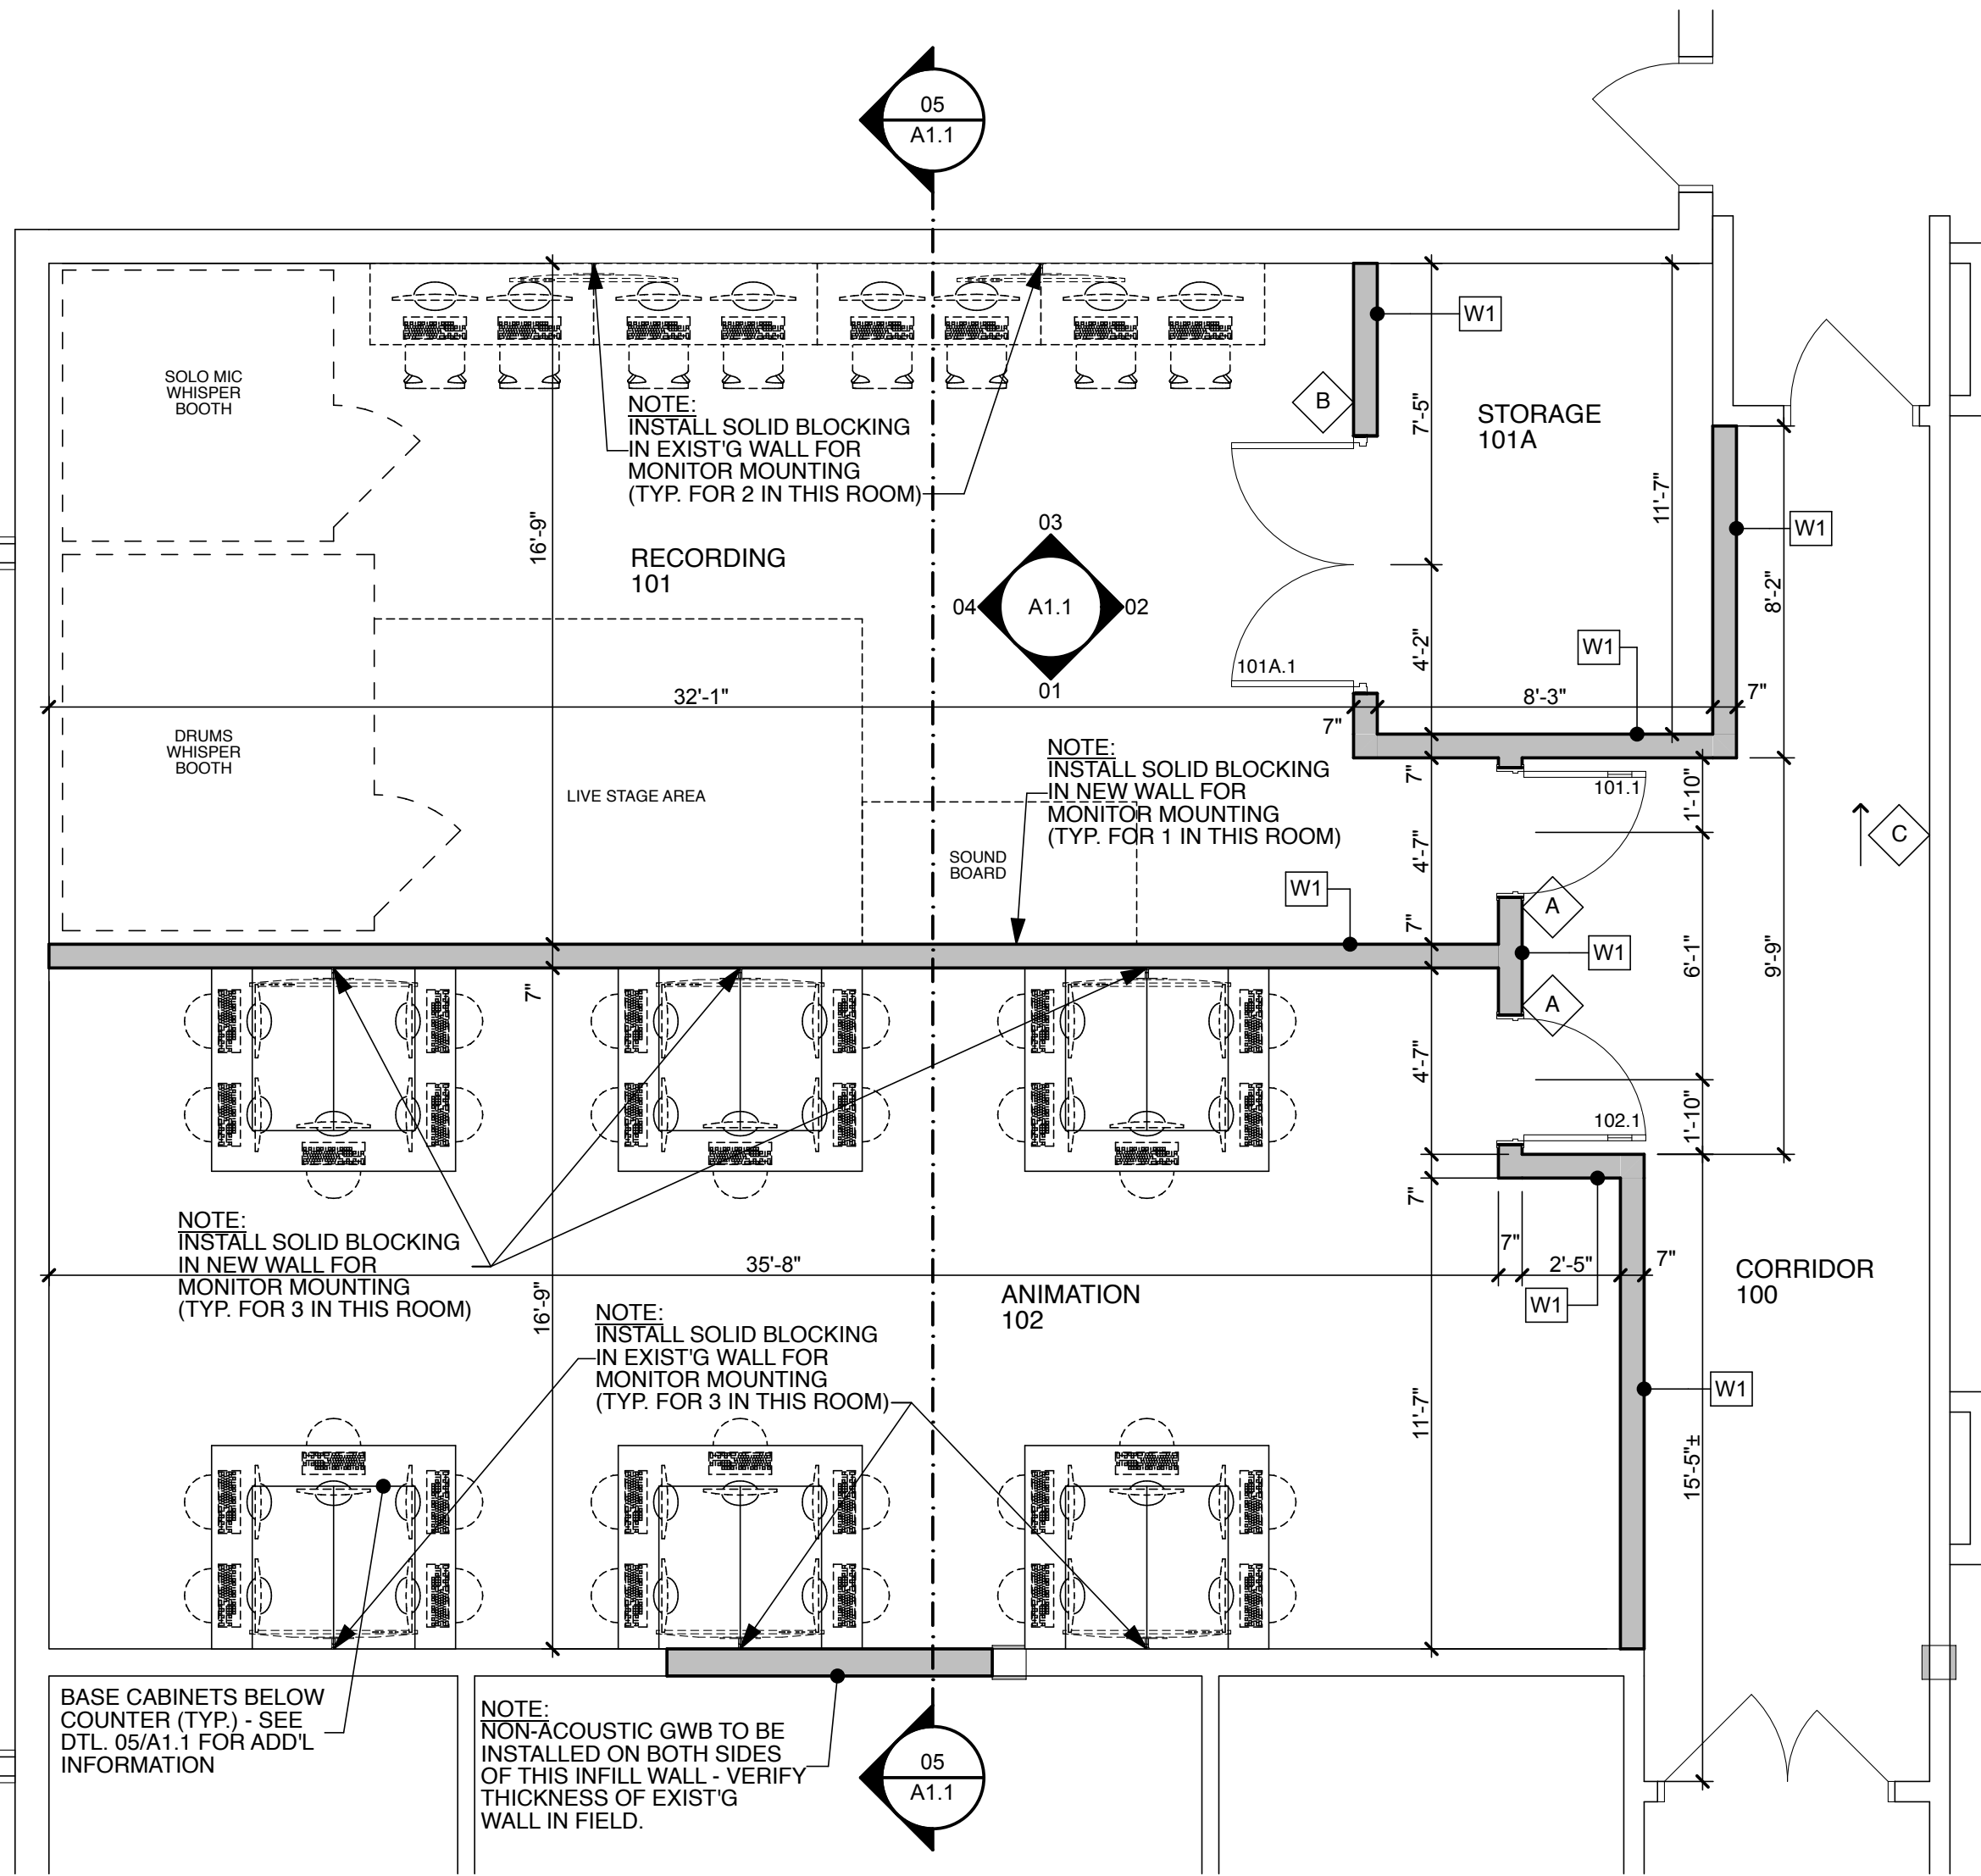 05
A1.1
SOLO MIC
WHISPER
BOOTH
NOTE:
INSTALL SOLID BLOCKING
IN EXIST'G WALL FOR
MONITOR MOUNTING
(TYP. FOR 2 IN THIS ROOM)
W1
B
7'-5"
STORAGE
101A
11'-7"
W1
16'-9"
RECORDING
101
03
04
A1.1
02
01
8'-2"
4'-2"
W1
101A.1
32'-1"
8'-3"
7"
7"
DRUMS
WHISPER
BOOTH
LIVE STAGE AREA
NOTE:
INSTALL SOLID BLOCKING
IN NEW WALL FOR
MONITOR MOUNTING
(TYP. FOR 1 IN THIS ROOM)
7"
101.1
1'-10"
C
SOUND
BOARD
4'-7"
W1
A
7"
W1
6'-1"
9'-9"
7"
A
4'-7"
102.1
1'-10"
7"
NOTE:
INSTALL SOLID BLOCKING
IN NEW WALL FOR
MONITOR MOUNTING
(TYP. FOR 3 IN THIS ROOM)
35'-8"
7"
2'-5"
7"
CORRIDOR
100
16'-9"
ANIMATION
102
W1
NOTE:
INSTALL SOLID BLOCKING
IN EXIST'G WALL FOR
MONITOR MOUNTING
(TYP. FOR 3 IN THIS ROOM)
W1
11'-7"
15'-5"±
BASE CABINETS BELOW
COUNTER (TYP.) - SEE
DTL. 05/A1.1 FOR ADD'L
INFORMATION
NOTE:
NON-ACOUSTIC GWB TO BE
INSTALLED ON BOTH SIDES
OF THIS INFILL WALL - VERIFY
THICKNESS OF EXIST'G
WALL IN FIELD.
05
A1.1